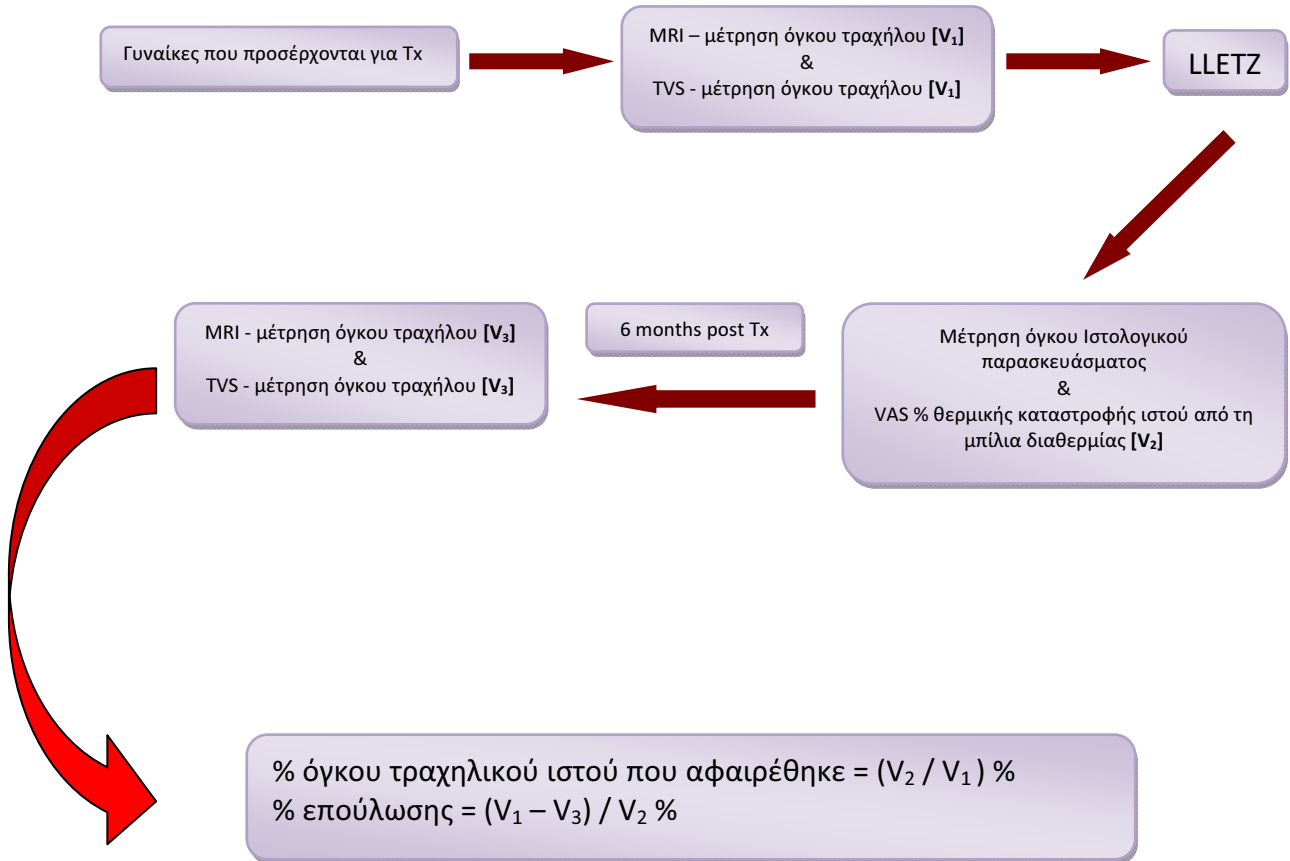 Γυναίκες που προσέρχονται για Tx
MRI – μέτρηση όγκου τραχήλου [V₁]
&
TVS - μέτρηση όγκου τραχήλου [V₁]
LLETZ
Μέτρηση όγκου Ιστολογικού
παρασκευάσματος
&
VAS % θερμικής καταστροφής ιστού από τη
μπίλια διαθερμίας [V₂]
6 months post Tx
MRI - μέτρηση όγκου τραχήλου [V₃]
&
TVS - μέτρηση όγκου τραχήλου [V₃]
% όγκου τραχηλικού ιστού που αφαιρέθηκε = (V₂ / V₁ ) %
% επούλωσης = (V₁ – V₃) / V₂ %